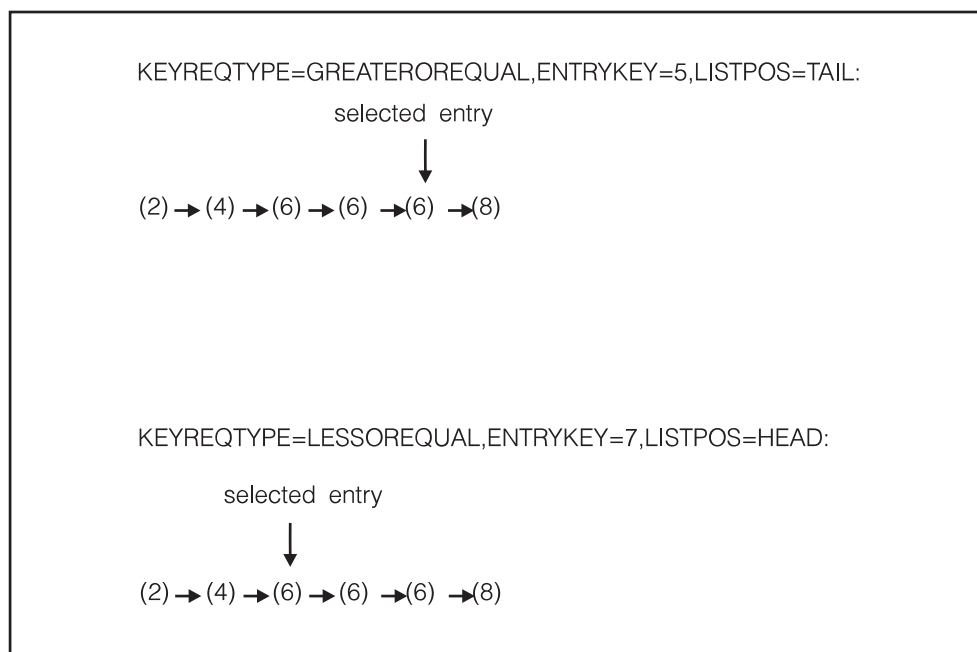 KEYREQTYPE=GREATEROREQUAL,ENTRYKEY=5,LISTPOS=TAIL:
selected entry
(2) → (4) → (6) → (6) → (6) → (8)
KEYREQTYPE=LESSOREQUAL,ENTRYKEY=7,LISTPOS=HEAD:
selected entry
(2) → (4) → (6) → (6) → (6) → (8)